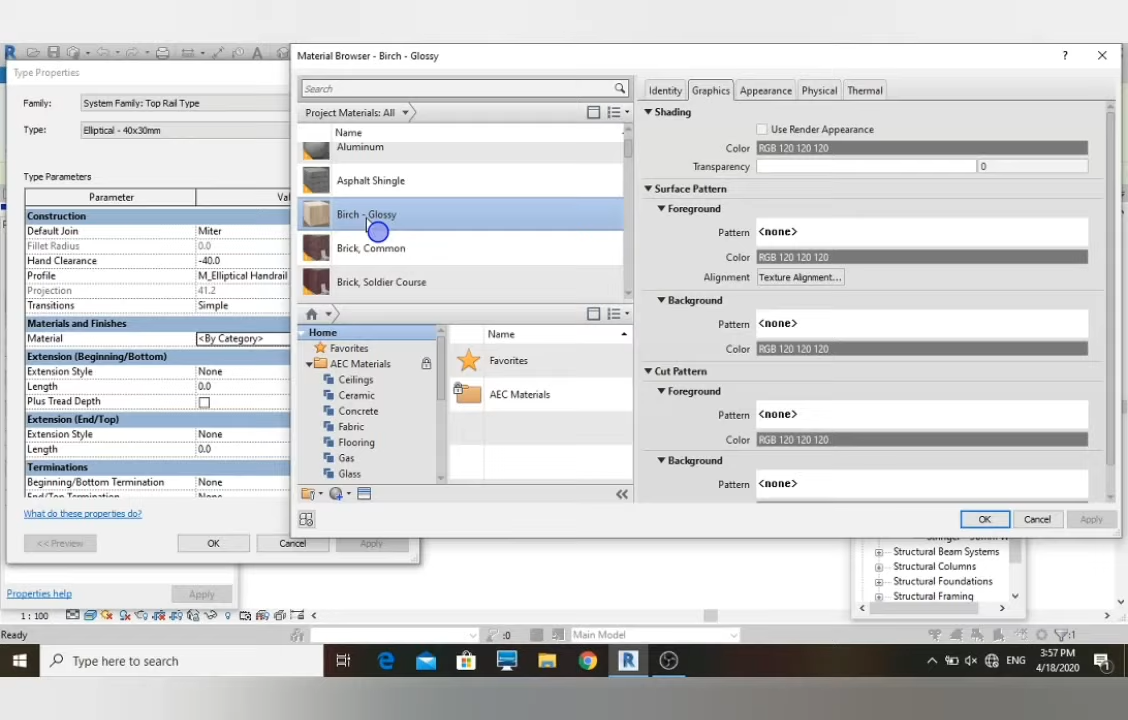 Material Browser - Birch - Glossy
?
Type Properties
Family:
System Family: Top Rail Type
Type:
Elliptical - 40x30mm
Type Parameters
Parameter
Construction
Default Join
Miter
Fillet Radius
0.0
Hand Clearance
-40.0
Profile
M_Elliptical Handrail
Projection
41.2
Transitions
Simple
Materials and Finishes
Material
<By Category>
Extension (Beginning/Bottom)
Extension Style
None
Length
0.0
Plus Tread Depth
Extension (End/Top)
Extension Style
None
Length
0.0
Terminations
Beginning/Bottom Termination
None
End/Top Termination
None
What do these properties do?
<< Preview
OK
Cancel
Apply
Properties help
Apply
Search
Project Materials: All
Name
Aluminum
Asphalt Shingle
Birch - Glossy
Brick, Common
Brick, Soldier Course
Home
Favorites
AEC Materials
Ceilings
Ceramic
Concrete
Fabric
Flooring
Gas
Glass
Name
Favorites
AEC Materials
Identity
Graphics
Appearance
Physical
Thermal
Shading
Use Render Appearance
Color
RGB 120 120 120
Transparency
0
Surface Pattern
Foreground
Pattern
<none>
Color
RGB 120 120 120
Alignment
Texture Alignment...
Background
Pattern
<none>
Color
RGB 120 120 120
Cut Pattern
Foreground
Pattern
<none>
Color
RGB 120 120 120
Background
Pattern
<none>
OK
Cancel
Apply
Structural Beam Systems
Structural Columns
Structural Foundations
Structural Framing
1 : 100
Ready
:0
Main Model
:1
Type here to search
ENG
3:57 PM
4/18/2020